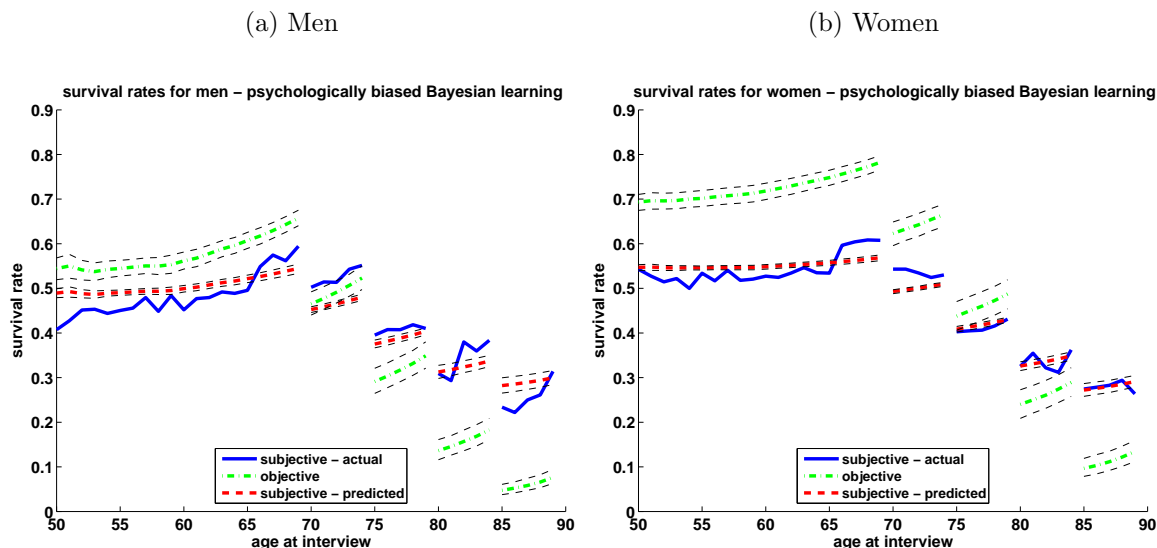 (a) Men
survival rates for men – psychologically biased Bayesian learning
survival rate
0.9
0.8
0.7
0.6
0.5
0.4
0.3
0.2
0.1
0
subjective – actual
objective
subjective – predicted
50 55 60 65 70 75 80 85 90
age at interview
(b) Women
survival rates for women – psychologically biased Bayesian learning
survival rate
0.9
0.8
0.7
0.6
0.5
0.4
0.3
0.2
0.1
0
subjective – actual
objective
subjective – predicted
50 55 60 65 70 75 80 85 90
age at interview